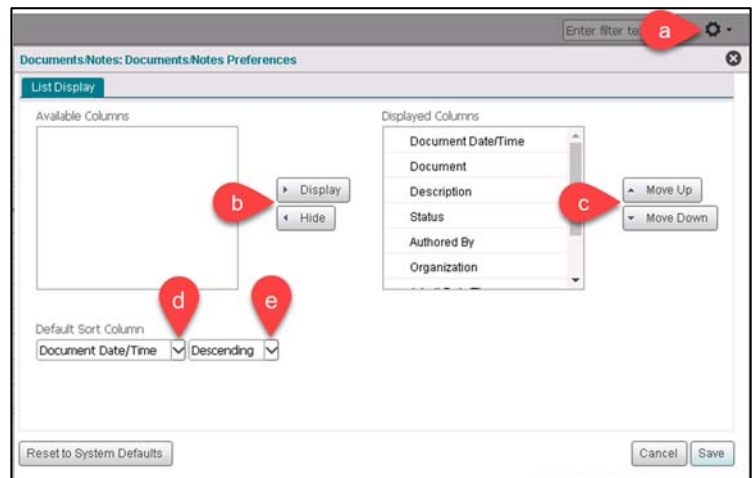 Enter filter te
a
Documents/Notes: Documents/Notes Preferences
List Display
Available Columns
Displayed Columns
Document Date/Time
Document
Description
Status
Authored By
Organization
b
Display
Hide
c
Move Up
Move Down
d
e
Default Sort Column
Document Date/Time
Descending
Reset to System Defaults
Cancel
Save